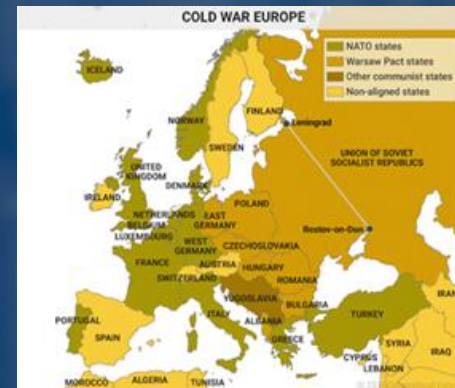 COLD WAR EUROPE
NATO states
Warsaw Pact states
Other communist states
Non-aligned states
ICELAND
NORWAY
FINLAND
Leningrad
SWEDEN
UNION OF SOVIET
SOCIALIST REPUBLICS
UNITED
KINGDOM
DENMARK
IRELAND
NETHERLANDS
BELGIUM
LUXEMBOURG
EAST
GERMANY
POLAND
Rostov-on-Don
WEST
GERMANY
CZECHOSLOVAKIA
FRANCE
AUSTRIA
HUNGARY
SWITZERLAND
ROMANIA
YUGOSLAVIA
BULGARIA
ITALY
ALBANIA
PORTUGAL
SPAIN
GREECE
TURKEY
IRAN
SYRIA
CYPRUS
LEBANON
IRAQ
MOROCCO
ALGERIA
TUNISIA